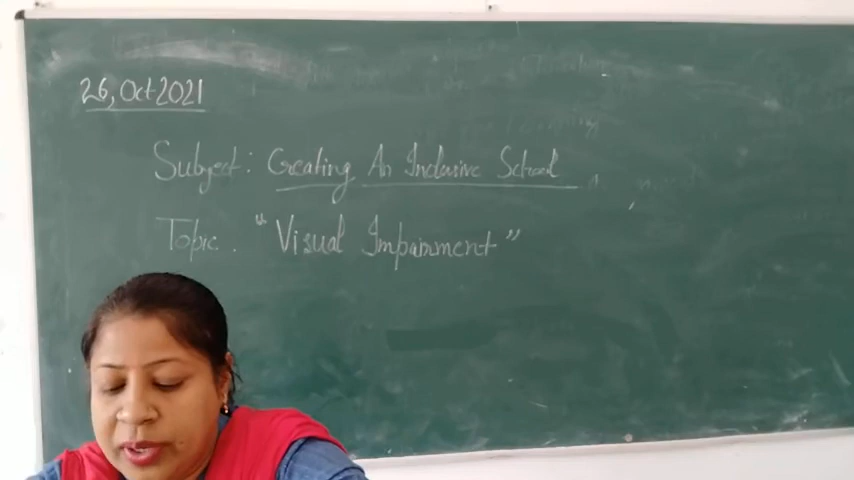 26, Oct 2021
Subject: Creating An Inclusive School
Topic. "Visual Impairment"